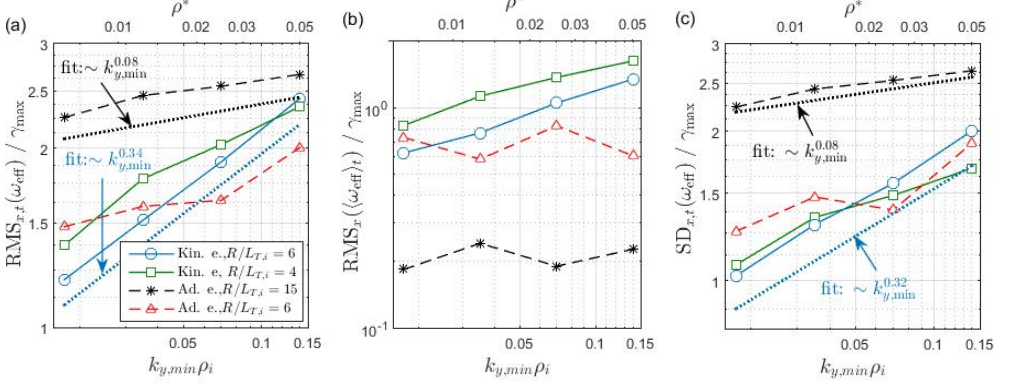 (a)
ρ*
0.01 0.02 0.03 0.05
3
2.5
2
1.5
1
RMS_{x,t}(ω_eff) / γ_max
fit:∼ k_{y,min}^{0.08}
fit:∼ k_{y,min}^{0.34}
Kin. e.,R/L_{T,i} = 6
Kin. e, R/L_{T,i} = 4
Ad. e.,R/L_{T,i} = 15
Ad. e.,R/L_{T,i} = 6
0.05 0.1 0.15
k_{y,min}ρ_i
(b)
0.01 0.02 0.03 0.05
10^0
10^{-1}
RMS_x(⟨ω_eff⟩_t) / γ_max
0.05 0.1 0.15
k_{y,min}ρ_i
(c)
ρ*
0.01 0.02 0.03 0.05
3
2.5
2
1.5
1
SD_{x,t}(ω_eff) / γ_max
fit: ∼ k_{y,min}^{0.08}
fit: ∼ k_{y,min}^{0.32}
0.05 0.1 0.15
k_{y,min}ρ_i